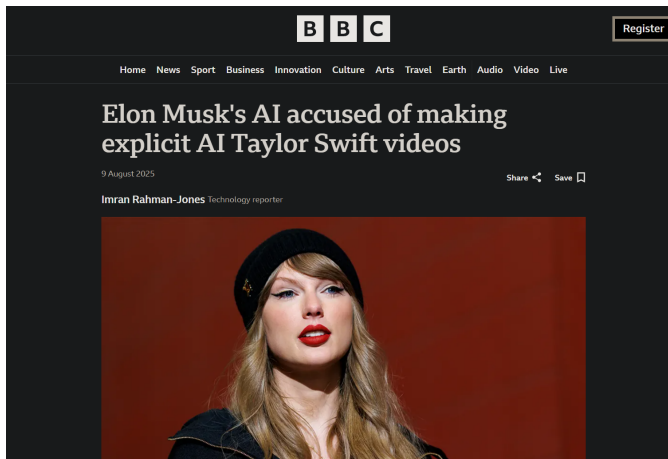 BBC
Register
Home News Sport Business Innovation Culture Arts Travel Earth Audio Video Live
Elon Musk's AI accused of making
explicit AI Taylor Swift videos
9 August 2025
Share Save
Imran Rahman-Jones Technology reporter